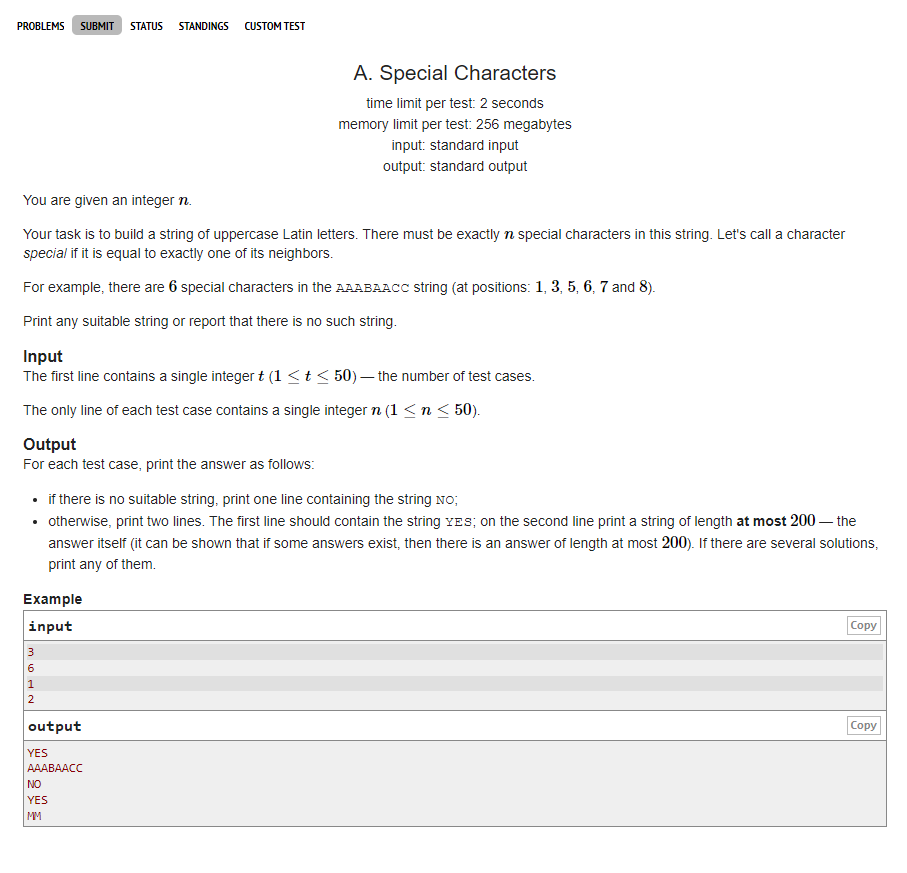 PROBLEMS SUBMIT STATUS STANDINGS CUSTOM TEST
A. Special Characters
time limit per test: 2 seconds
memory limit per test: 256 megabytes
input: standard input
output: standard output
You are given an integer n.
Your task is to build a string of uppercase Latin letters. There must be exactly n special characters in this string. Let's call a character
special if it is equal to exactly one of its neighbors.
For example, there are 6 special characters in the AAABAACC string (at positions: 1, 3, 5, 6, 7 and 8).
Print any suitable string or report that there is no such string.
Input
The first line contains a single integer t (1 ≤ t ≤ 50) — the number of test cases.
The only line of each test case contains a single integer n (1 ≤ n ≤ 50).
Output
For each test case, print the answer as follows:
• if there is no suitable string, print one line containing the string NO;
• otherwise, print two lines. The first line should contain the string YES; on the second line print a string of length at most 200 — the
answer itself (it can be shown that if some answers exist, then there is an answer of length at most 200). If there are several solutions,
print any of them.
Example
input Copy
3
6
1
2
output Copy
YES
AAABAACC
NO
YES
MM